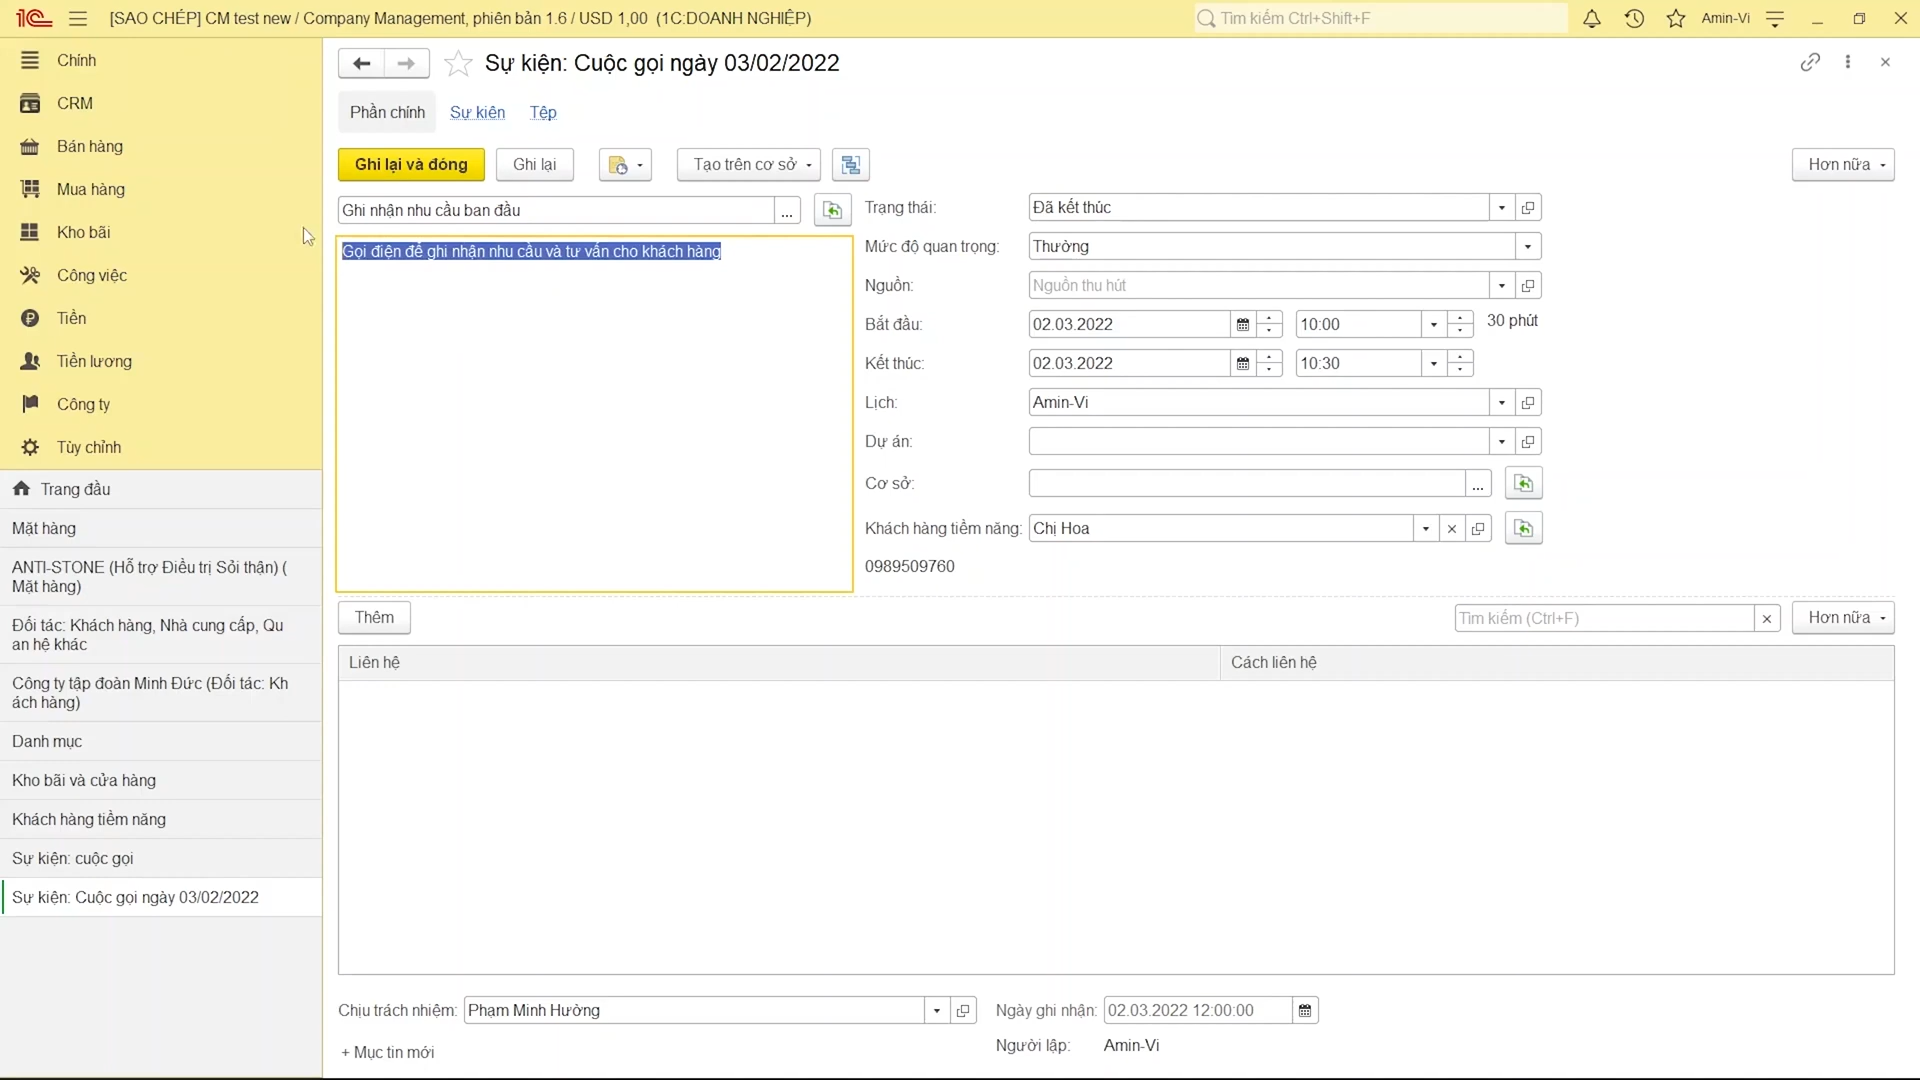 [SAO CHÉP] CM test new / Company Management, phiên bản 1.6 / USD 1,00 (1C:DOANH NGHIỆP)
Tìm kiếm Ctrl+Shift+F
Amin-Vi
Chính
CRM
Bán hàng
Mua hàng
Kho bãi
Công việc
Tiền
Tiền lương
Công ty
Tùy chỉnh
Trang đầu
Mặt hàng
ANTI-STONE (Hỗ trợ Điều trị Sỏi thận) (
Mặt hàng)
Đối tác: Khách hàng, Nhà cung cấp, Qu
an hệ khác
Công ty tập đoàn Minh Đức (Đối tác: Kh
ách hàng)
Danh mục
Kho bãi và cửa hàng
Khách hàng tiềm năng
Sự kiện: cuộc gọi
Sự kiện: Cuộc gọi ngày 03/02/2022
Sự kiện: Cuộc gọi ngày 03/02/2022
Phần chính Sự kiên Tệp
Ghi lại và đóng Ghi lại Tạo trên cơ sở Hơn nữa
Ghi nhận nhu cầu ban đầu ...
Gọi điện để ghi nhận nhu cầu và tư vấn cho khách hàng
Trạng thái: Đã kết thúc
Mức độ quan trọng: Thường
Nguồn: Nguồn thu hút
Bắt đầu: 02.03.2022 10:00 30 phút
Kết thúc: 02.03.2022 10:30
Lịch: Amin-Vi
Dự án:
Cơ sở: ...
Khách hàng tiềm năng: Chị Hoa
0989509760
Thêm Tìm kiếm (Ctrl+F) Hơn nữa
Liên hệ Cách liên hệ
Chịu trách nhiệm: Phạm Minh Hường Ngày ghi nhận: 02.03.2022 12:00:00
+ Mục tin mới Người lập: Amin-Vi